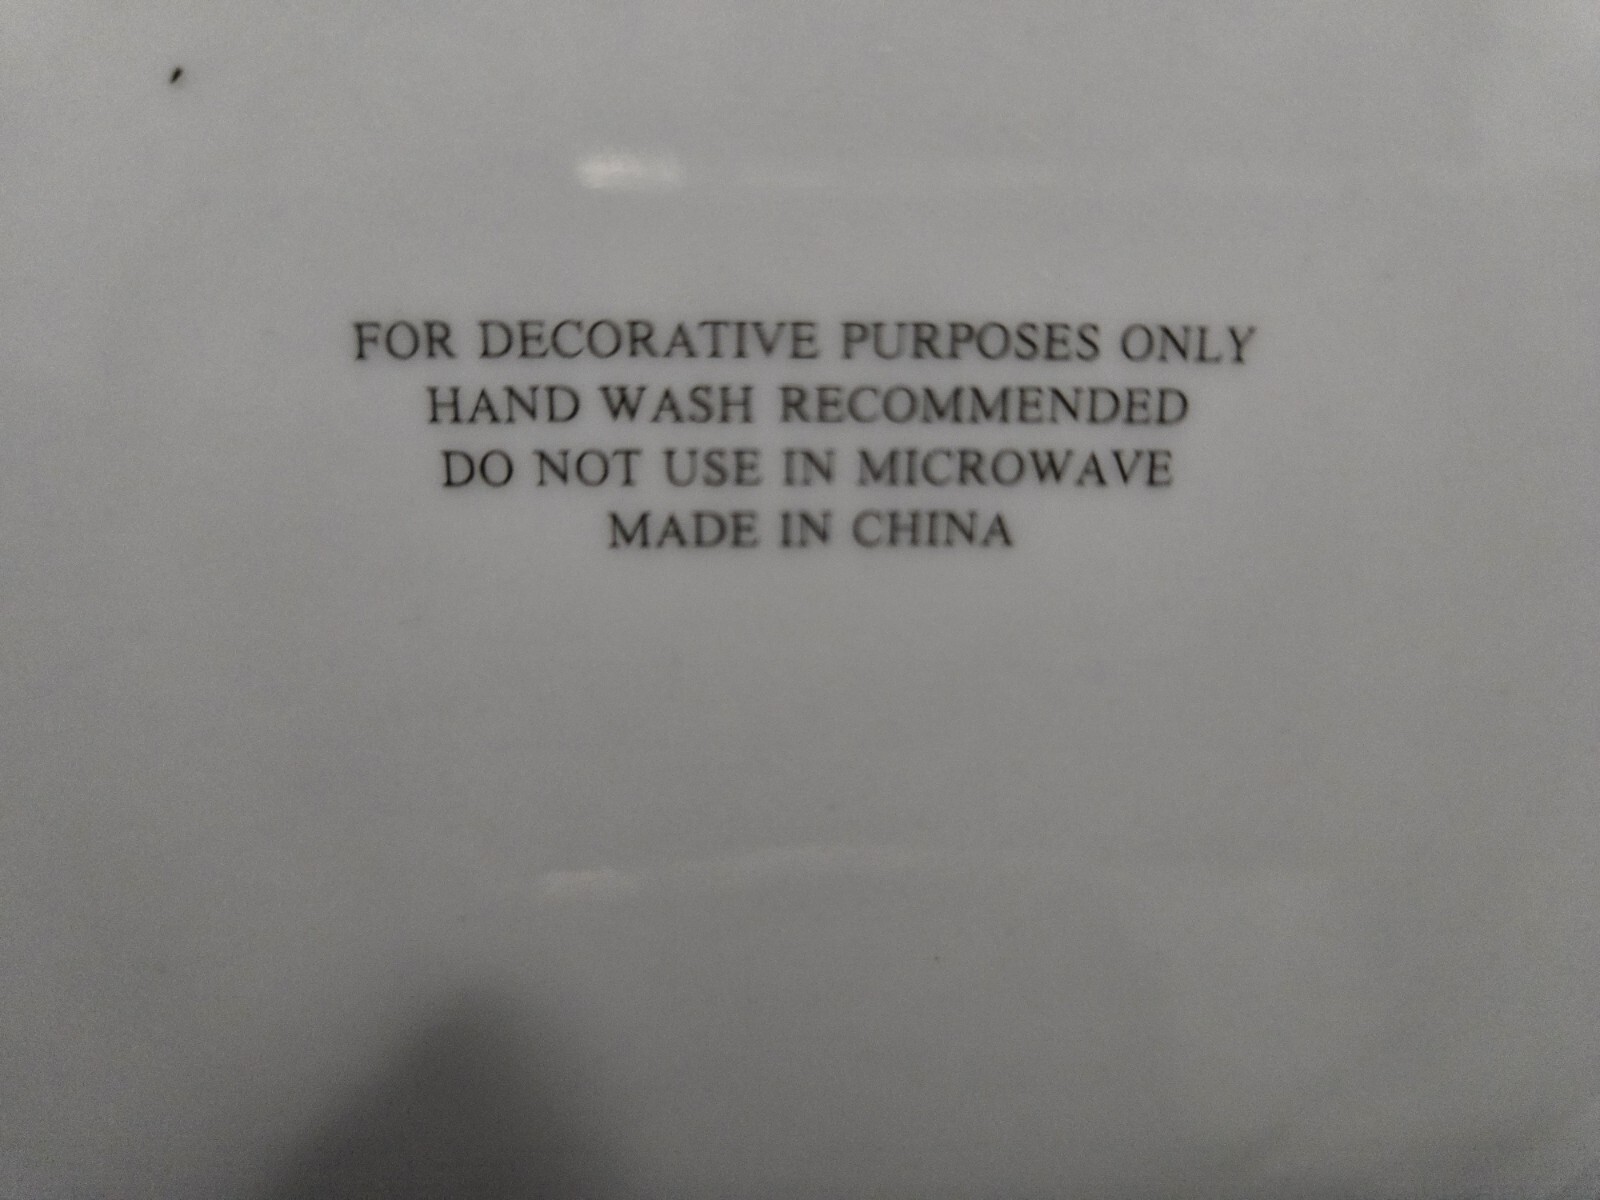 FOR DECORATIVE PURPOSES ONLY
HAND WASH RECOMMENDED
DO NOT USE IN MICROWAVE
MADE IN CHINA